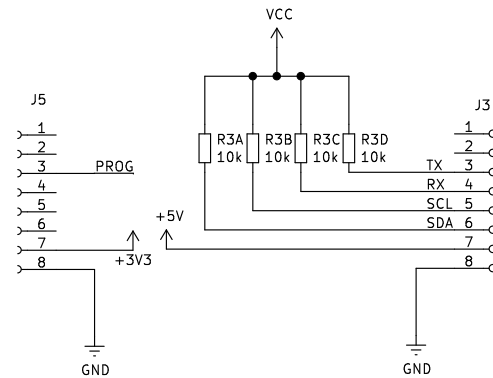 VCC
J5
J3
1
2
3 PROG
4
5
6
7
8
+3V3
+5V
GND
R3A 10k
R3B 10k
R3C 10k
R3D 10k
1
2
TX 3
RX 4
SCL 5
SDA 6
7
8
GND